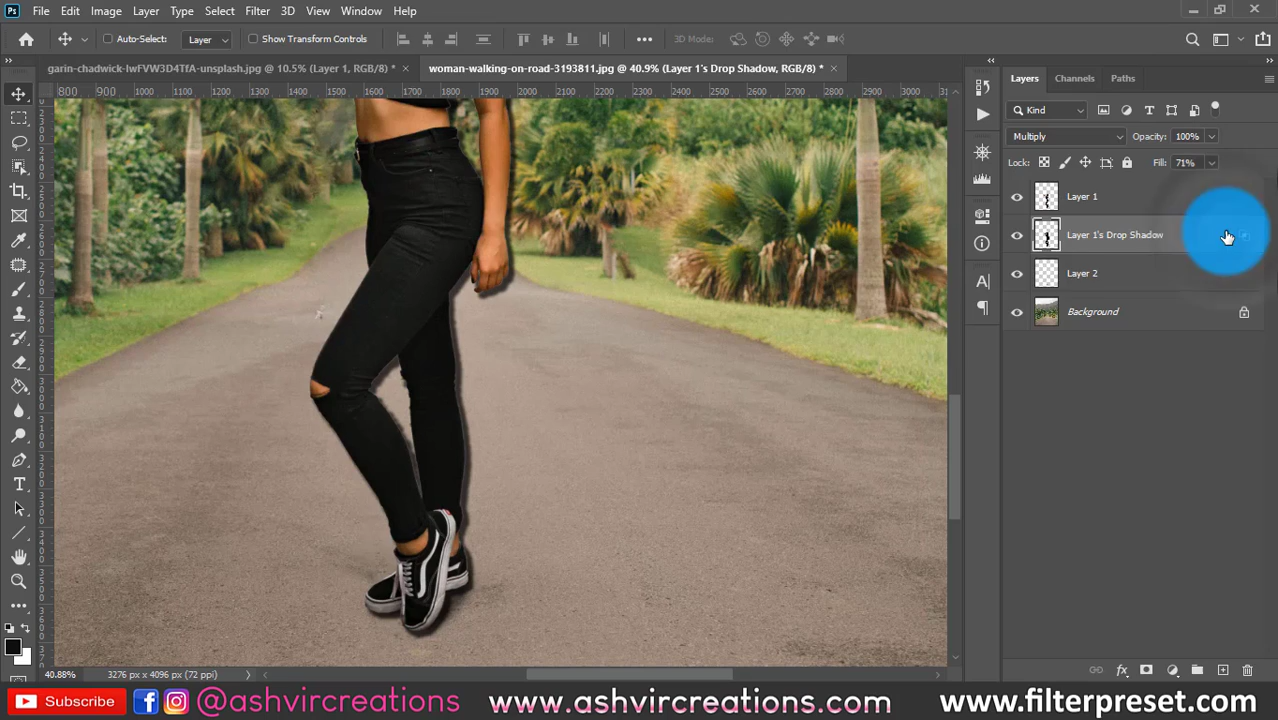 Ps File Edit Image Layer Type Select Filter 3D View Window Help
Auto-Select: Layer Show Transform Controls 3D Mode:
garin-chadwick-IwFVW3D4TfA-unsplash.jpg @ 10.5% (Layer 1, RGB/8) * × woman-walking-on-road-3193811.jpg @ 40.9% (Layer 1's Drop Shadow, RGB/8) * ×
800 900 1000 1100 1200 1300 1400 1500 1600 1700 1800 1900 2000 2100 2200 2300 2400 2500 2600 2700 2800 2900 3000
Layers Channels Paths
Kind
Multiply Opacity: 100%
Lock: Fill: 71%
Layer 1
Layer 1's Drop Shadow
Layer 2
Background
40.88% 3276 px x 4096 px (72 ppi)
Subscribe @ashvircreations www.ashvircreations.com www.filterpreset.com